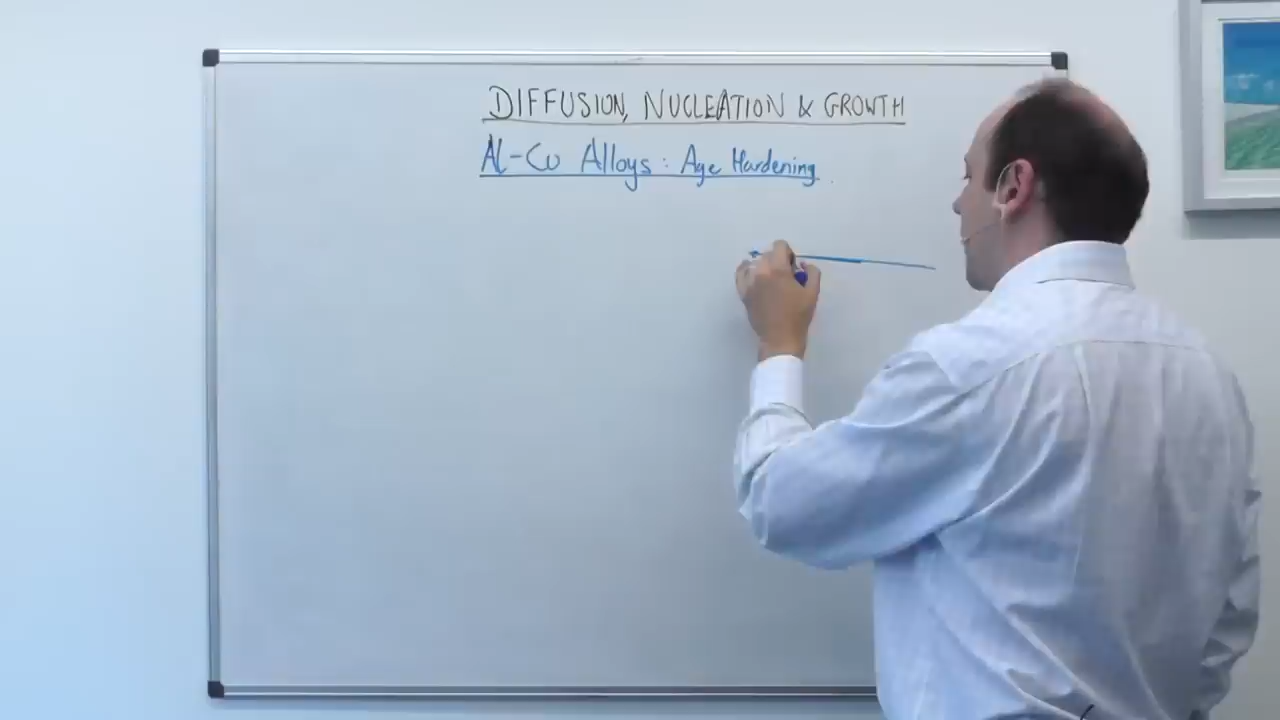 DIFFUSION, NUCLEATION & GROWTH
Al-Cu Alloys : Age Hardening